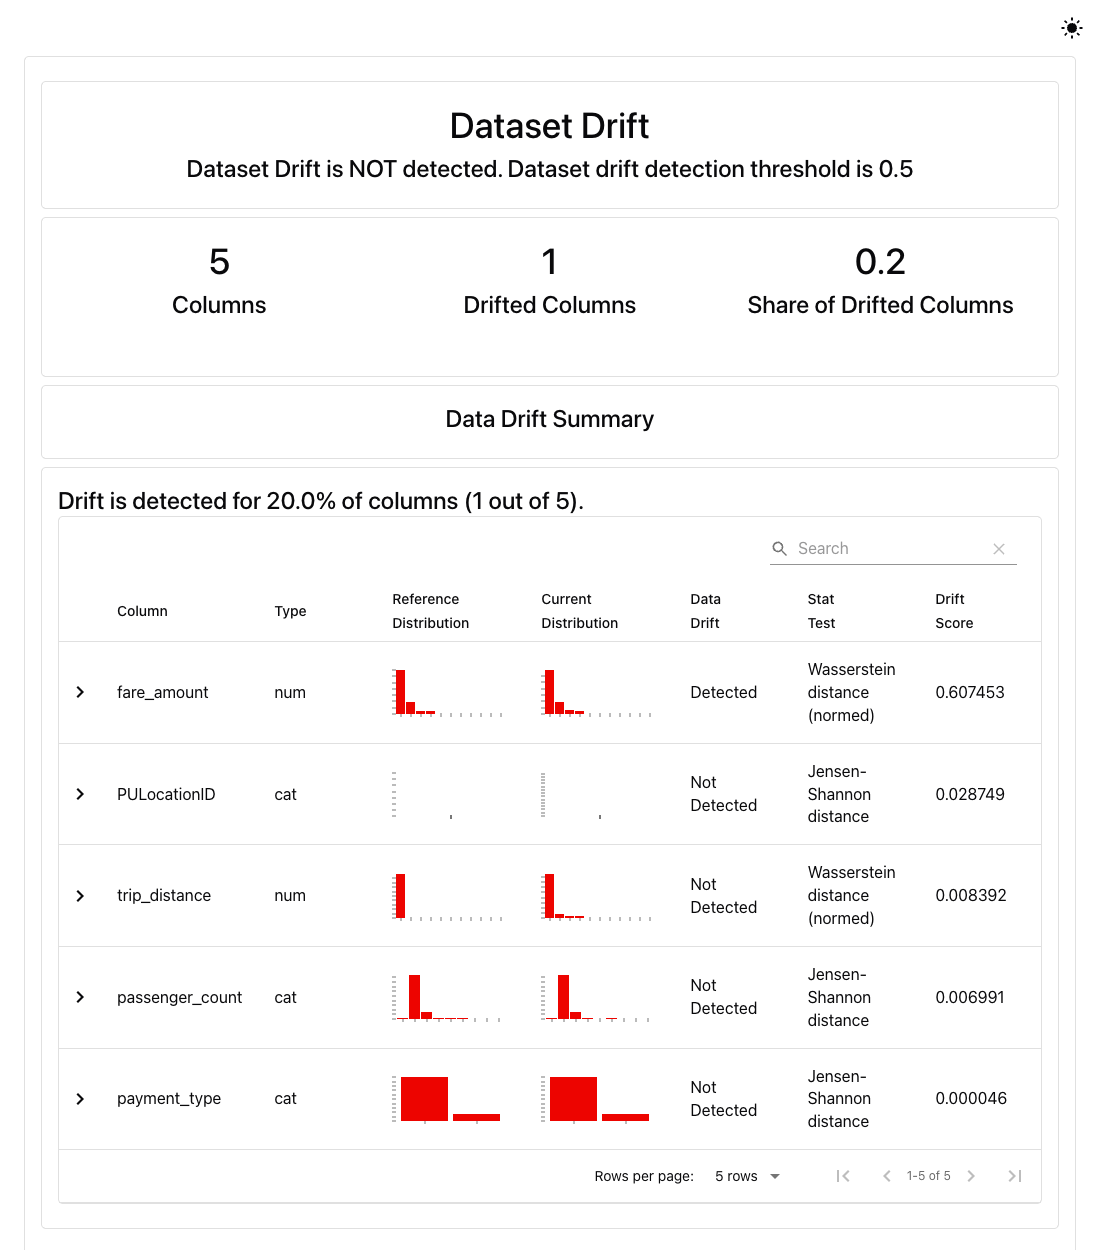 Dataset Drift
Dataset Drift is NOT detected. Dataset drift detection threshold is 0.5
5
Columns
1
Drifted Columns
0.2
Share of Drifted Columns
Data Drift Summary
Drift is detected for 20.0% of columns (1 out of 5).
Search
Column
Type
Reference
Distribution
Current
Distribution
Data
Drift
Stat
Test
Drift
Score
fare_amount
num
Detected
Wasserstein
distance
(normed)
0.607453
PULocationID
cat
Not
Detected
Jensen-
Shannon
distance
0.028749
trip_distance
num
Not
Detected
Wasserstein
distance
(normed)
0.008392
passenger_count
cat
Not
Detected
Jensen-
Shannon
distance
0.006991
payment_type
cat
Not
Detected
Jensen-
Shannon
distance
0.000046
Rows per page:
5 rows
1-5 of 5